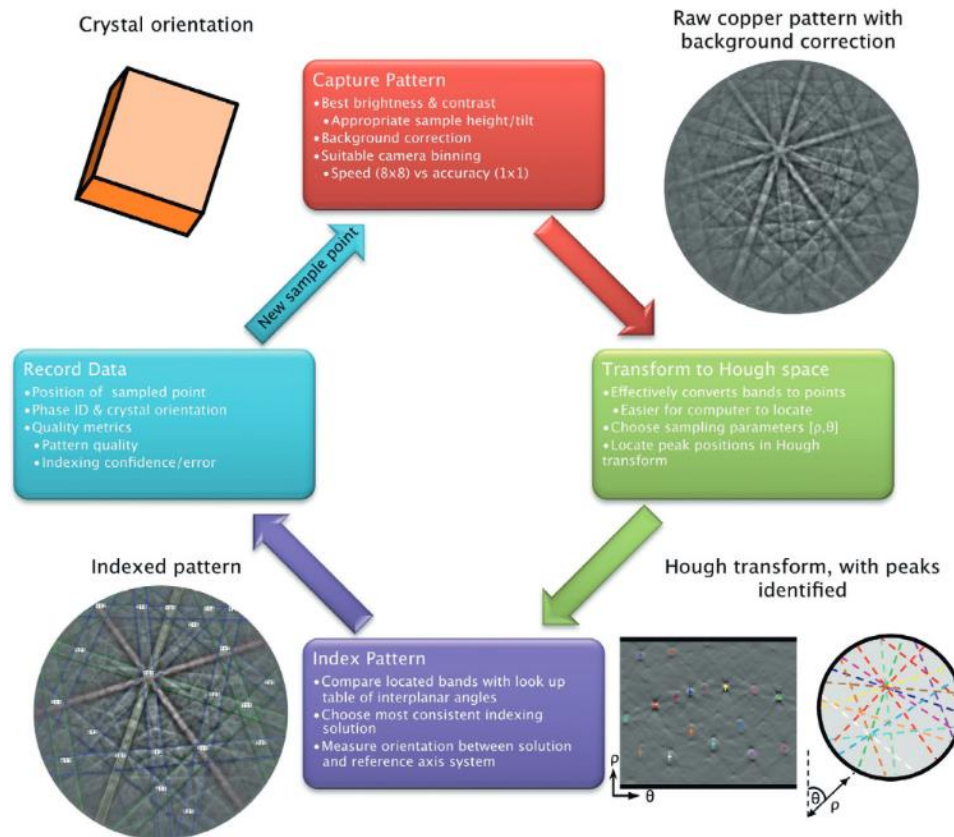 Crystal orientation
Raw copper pattern with
background correction
Capture Pattern
•Best brightness & contrast
•Appropriate sample height/tilt
•Background correction
•Suitable camera binning
•Speed (8x8) vs accuracy (1x1)
New sample point
Record Data
•Position of sampled point
•Phase ID & crystal orientation
•Quality metrics
•Pattern quality
•Indexing confidence/error
Transform to Hough space
•Effectively converts bands to points
•Easier for computer to locate
•Choose sampling parameters [ρ,θ]
•Locate peak positions in Hough
transform
Indexed pattern
Hough transform, with peaks
identified
Index Pattern
•Compare located bands with look up
table of interplanar angles
•Choose most consistent indexing
solution
•Measure orientation between solution
and reference axis system
ρ
θ
θ
ρ